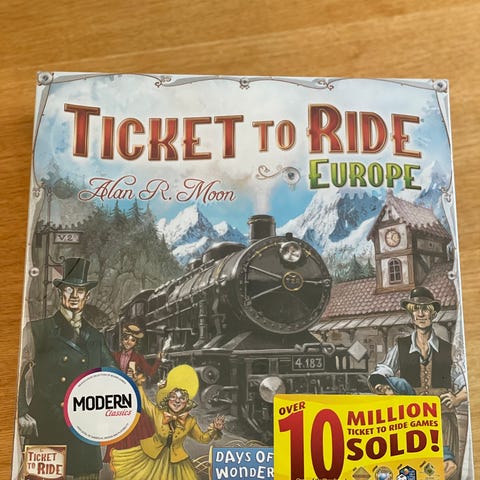 TICKET TO RIDE
EUROPE
Alan R. Moon
V2
4.183
MODERN
Classics
TICKET
TO RIDE
DAYS OF
WONDER
OVER
10 MILLION
TICKET TO RIDE GAMES
SOLD!